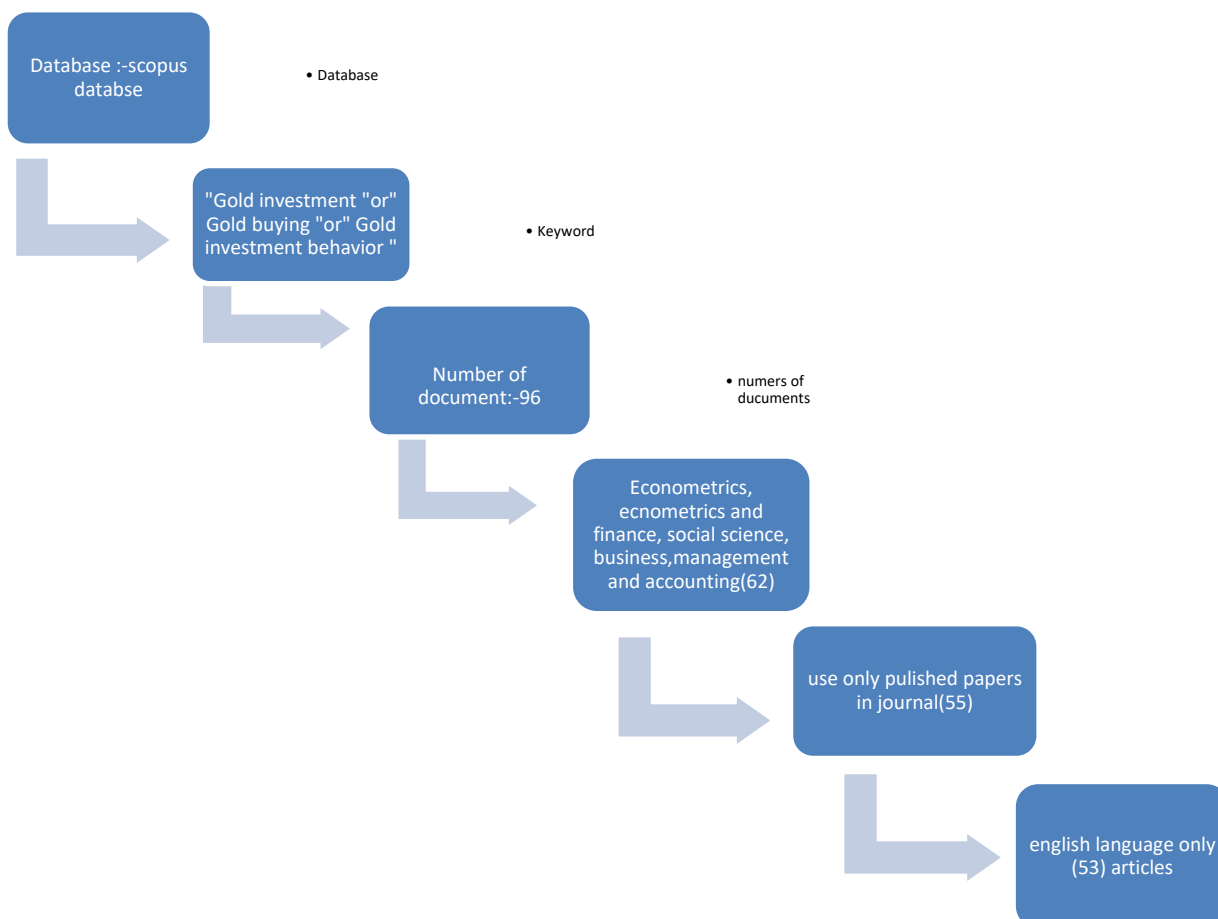 Database :-scopus
databse
• Database
"Gold investment "or"
Gold buying "or" Gold
investment behavior "
• Keyword
Number of
document:-96
• numers of
ducuments
Econometrics,
ecnometrics and
finance, social science,
business,management
and accounting(62)
use only pulished papers
in journal(55)
english language only
(53) articles